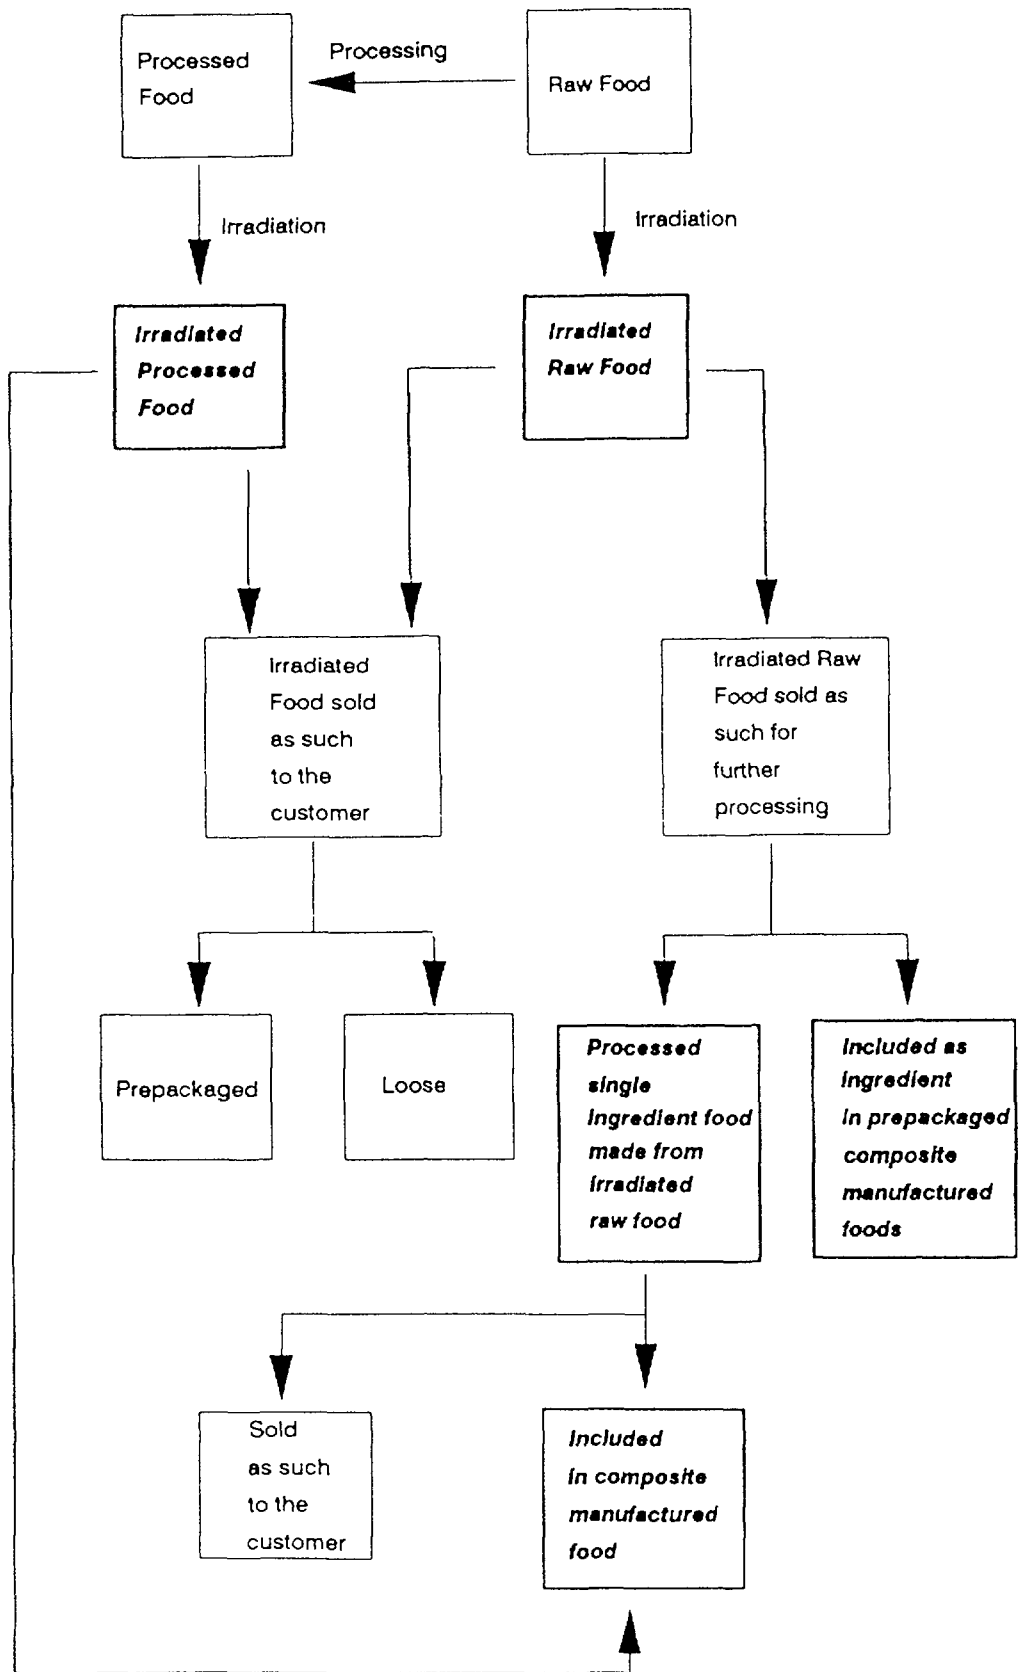 Processing
Processed
Food
Raw Food
Irradiation
Irradiation
Irradiated
Processed
Food
Irradiated
Raw Food
Irradiated
Food sold
as such
to the
customer
Irradiated Raw
Food sold as
such for
further
processing
Prepackaged
Loose
Processed
single
Ingredient food
made from
irradiated
raw food
Included as
ingredient
in prepackaged
composite
manufactured
foods
Sold
as such
to the
customer
Included
in composite
manufactured
food